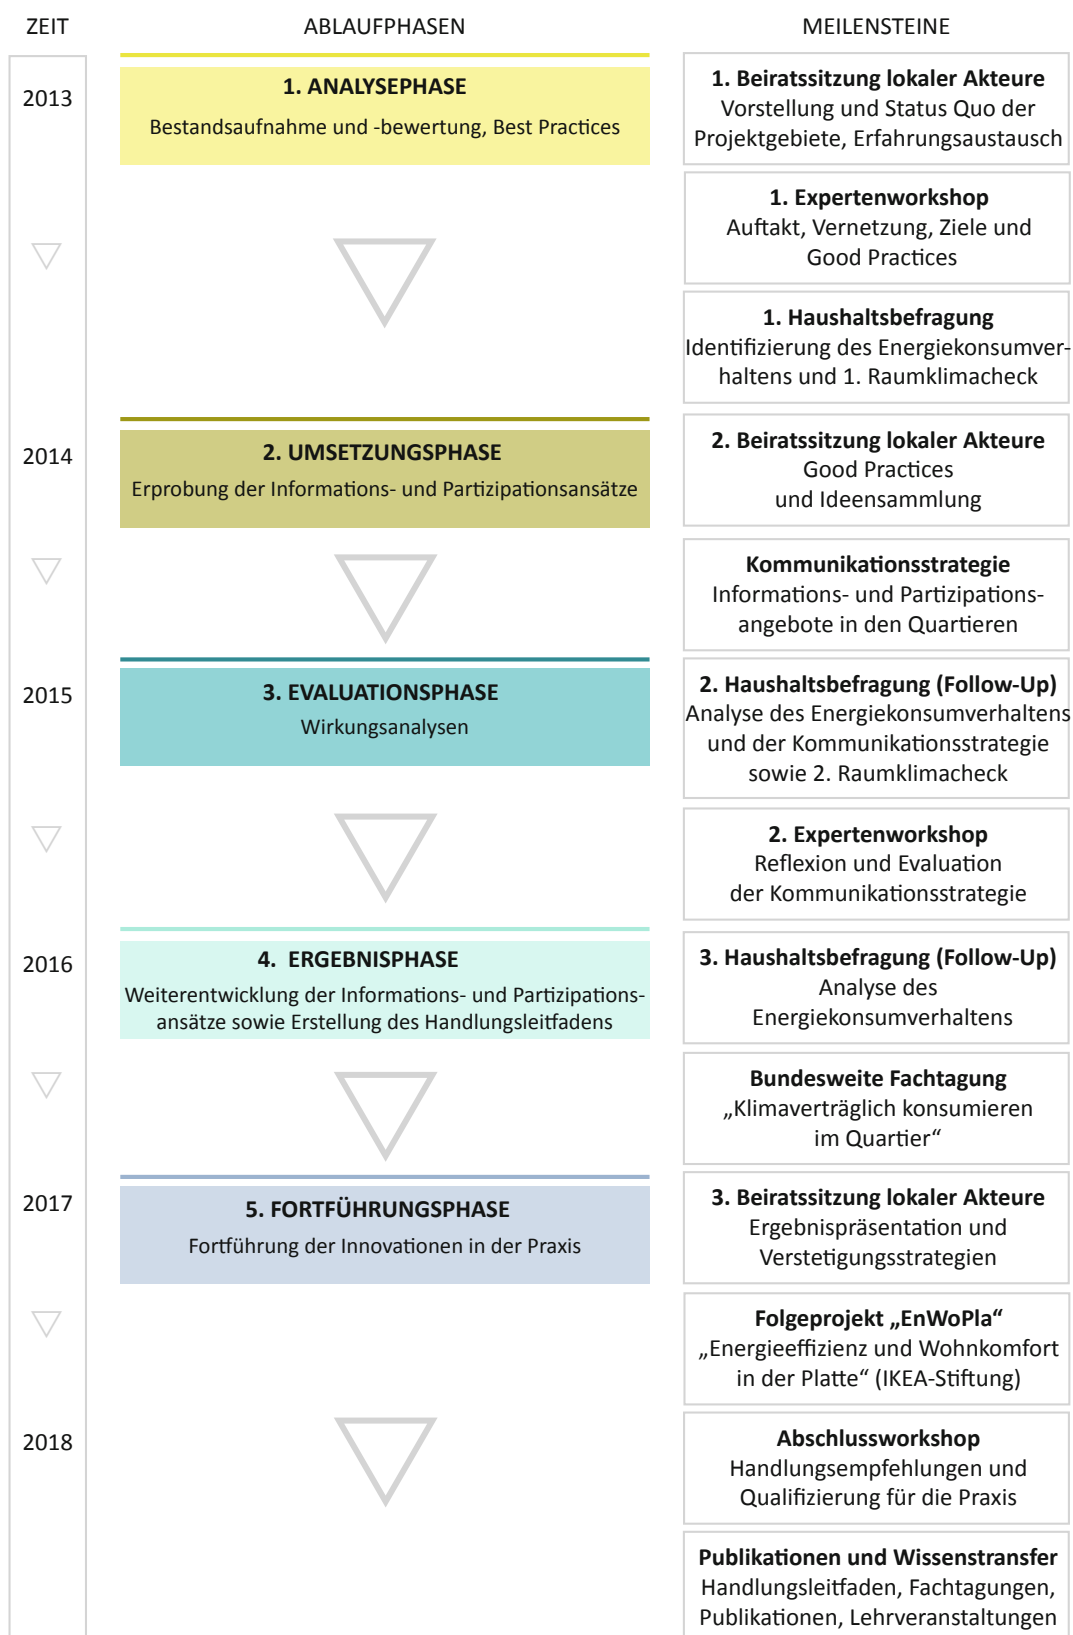 ZEIT
ABLAUFPHASEN
MEILENSTEINE
2013
1. ANALYSEPHASE
Bestandsaufnahme und -bewertung, Best Practices
1. Beiratssitzung lokaler Akteure
Vorstellung und Status Quo der
Projektgebiete, Erfahrungsaustausch
1. Expertenworkshop
Auftakt, Vernetzung, Ziele und
Good Practices
1. Haushaltsbefragung
Identifizierung des Energiekonsumver-
haltens und 1. Raumklimacheck
2014
2. UMSETZUNGSPHASE
Erprobung der Informations- und Partizipationsansätze
2. Beiratssitzung lokaler Akteure
Good Practices
und Ideensammlung
Kommunikationsstrategie
Informations- und Partizipations-
angebote in den Quartieren
2015
3. EVALUATIONSPHASE
Wirkungsanalysen
2. Haushaltsbefragung (Follow-Up)
Analyse des Energiekonsumverhaltens
und der Kommunikationsstrategie
sowie 2. Raumklimacheck
2. Expertenworkshop
Reflexion und Evaluation
der Kommunikationsstrategie
2016
4. ERGEBNISPHASE
Weiterentwicklung der Informations- und Partizipations-
ansätze sowie Erstellung des Handlungsleitfadens
3. Haushaltsbefragung (Follow-Up)
Analyse des
Energiekonsumverhaltens
Bundesweite Fachtagung
„Klimaverträglich konsumieren
im Quartier“
2017
5. FORTFÜHRUNGSPHASE
Fortführung der Innovationen in der Praxis
3. Beiratssitzung lokaler Akteure
Ergebnispräsentation und
Verstetigungsstrategien
Folgeprojekt „EnWoPla“
„Energieeffizienz und Wohnkomfort
in der Platte“ (IKEA-Stiftung)
2018
Abschlussworkshop
Handlungsempfehlungen und
Qualifizierung für die Praxis
Publikationen und Wissenstransfer
Handlungsleitfaden, Fachtagungen,
Publikationen, Lehrveranstaltungen